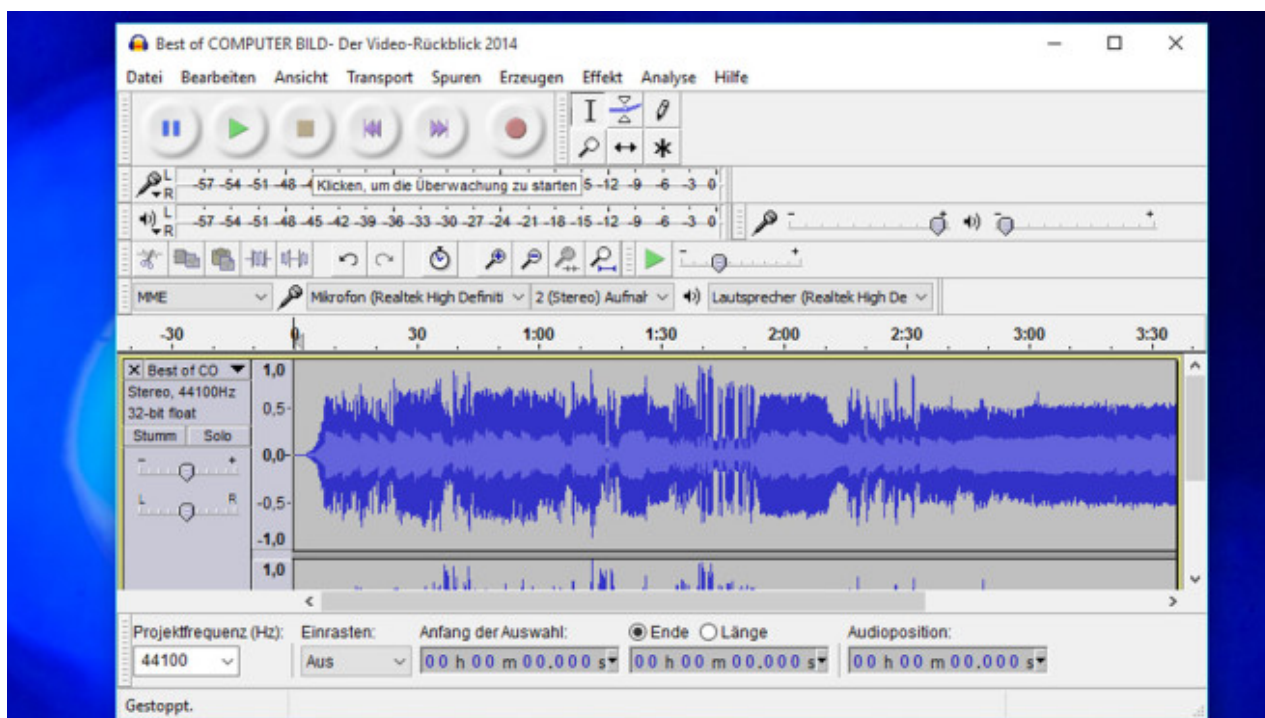 Best of COMPUTER BILD- Der Video-Rückblick 2014
Datei Bearbeiten Ansicht Transport Spuren Erzeugen Effekt Analyse Hilfe
L
R
-57 -54 -51 -48 -4 Klicken, um die Überwachung zu starten 5 -12 -9 -6 -3 0
L
R
-57 -54 -51 -48 -45 -42 -39 -36 -33 -30 -27 -24 -21 -18 -15 -12 -9 -6 -3 0
- +
- +
- +
MME Mikrofon (Realtek High Definiti 2 (Stereo) Aufnah Lautsprecher (Realtek High De
-30 0 30 1:00 1:30 2:00 2:30 3:00 3:30
X Best of CO 1,0
Stereo, 44100Hz
32-bit float 0,5-
Stumm Solo
- + 0,0-
L R -0,5-
-1,0
1,0
Projektfrequenz (Hz): Einrasten: Anfang der Auswahl: Ende Länge Audioposition:
44100 Aus 00 h 00 m 00.000 s 00 h 00 m 00.000 s 00 h 00 m 00.000 s
Gestoppt.